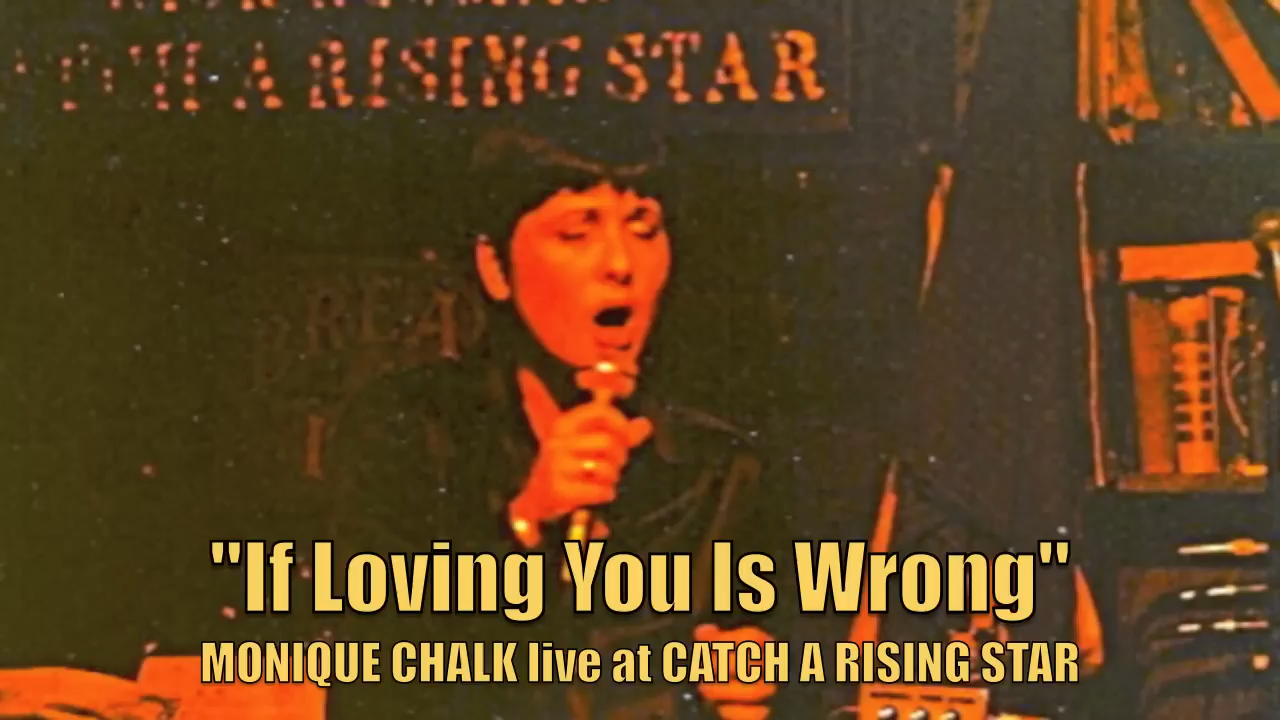 A RISING STAR
"If Loving You Is Wrong"
MONIQUE CHALK live at CATCH A RISING STAR